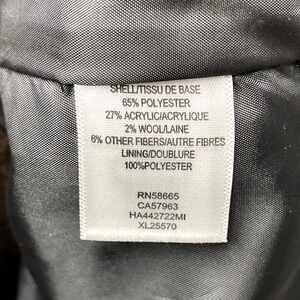 SHELL/TISSU DE BASE
65% POLYESTER
27% ACRYLIC/ACRYLIQUE
2% WOOL/LAINE
6% OTHER FIBERS/AUTRE FIBRES
LINING/DOUBLURE
100%POLYESTER
RN58665
CA57963
HA442722MI
XL25570